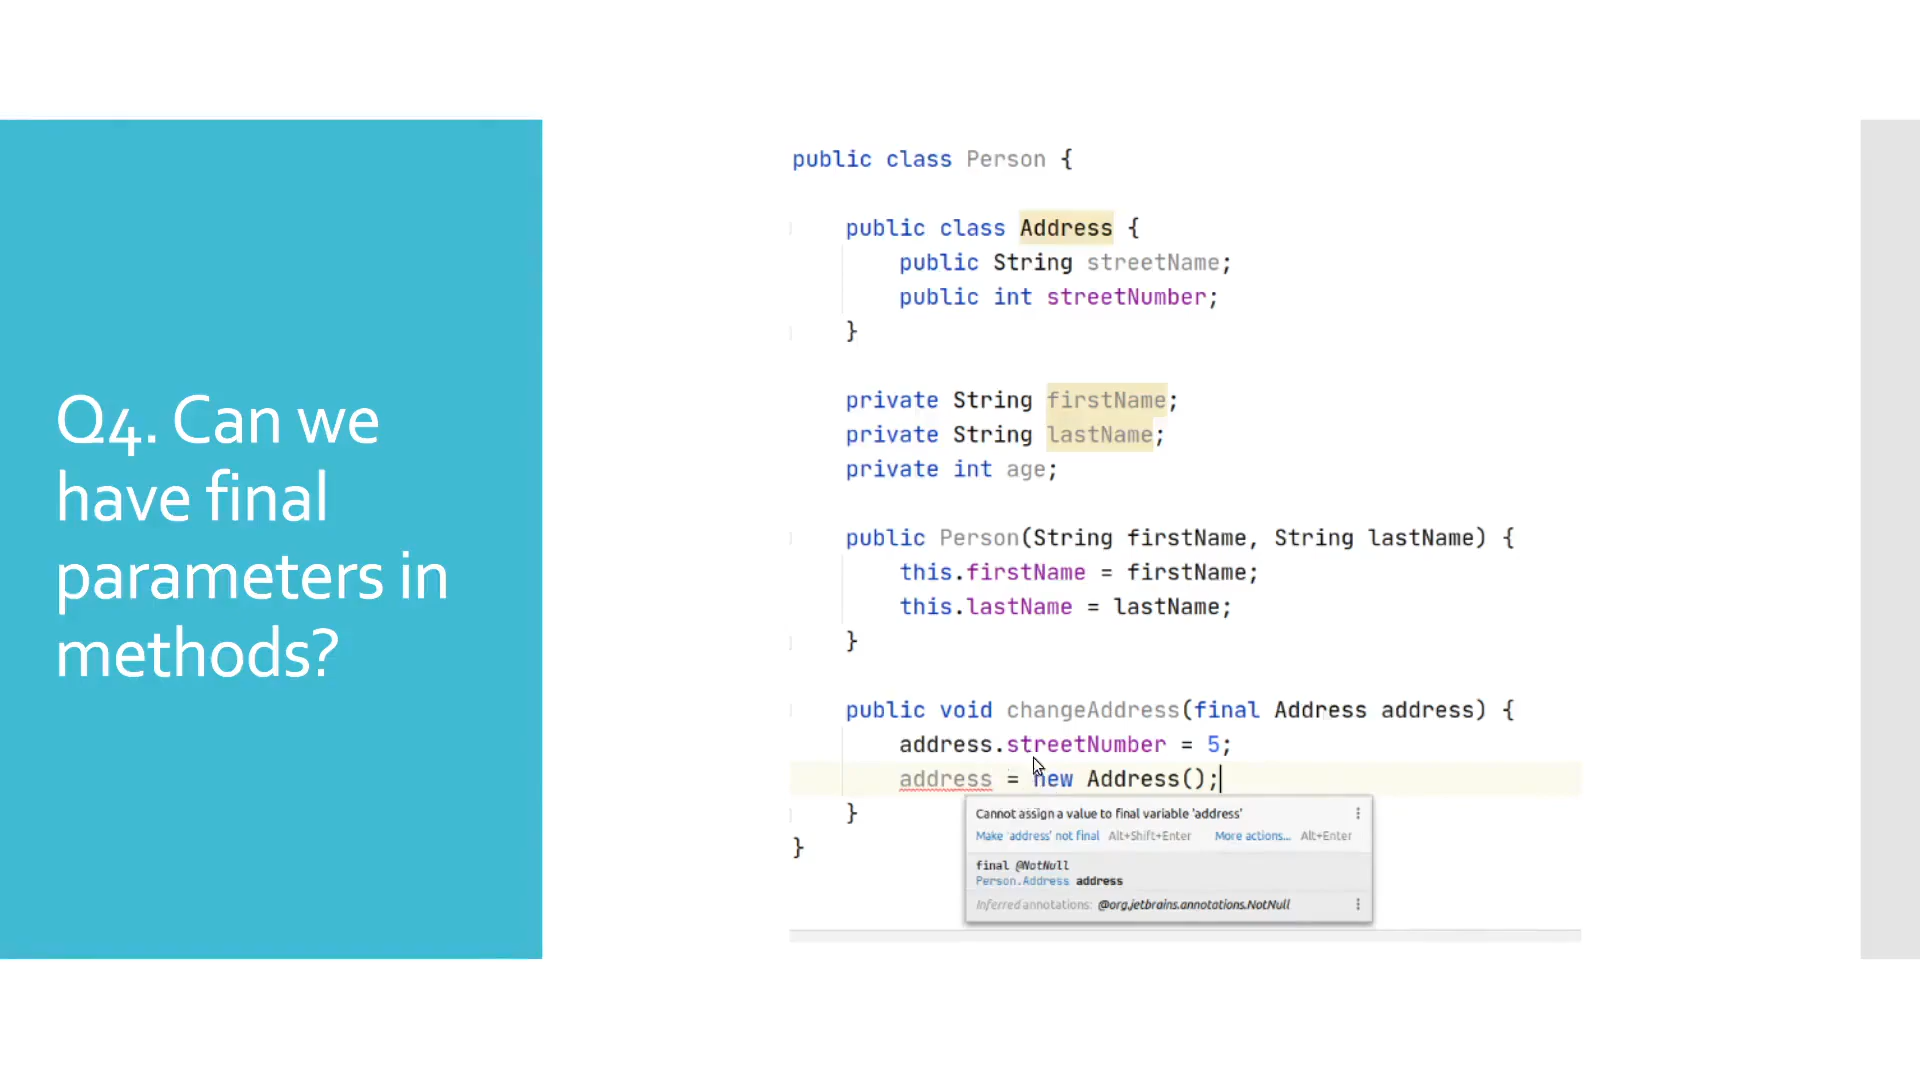 Q4. Can we
have final
parameters in
methods?
public class Person {
public class Address {
public String streetName;
public int streetNumber;
}
private String firstName;
private String lastName;
private int age;
public Person(String firstName, String lastName) {
this.firstName = firstName;
this.lastName = lastName;
}
public void changeAddress(final Address address) {
address.streetNumber = 5;
address = new Address();
}
}
Cannot assign a value to final variable 'address'
Make 'address' not final Alt+Shift+Enter More actions... Alt+Enter
final @NotNull
Person.Address address
Inferred annotations: @org.jetbrains.annotations.NotNull